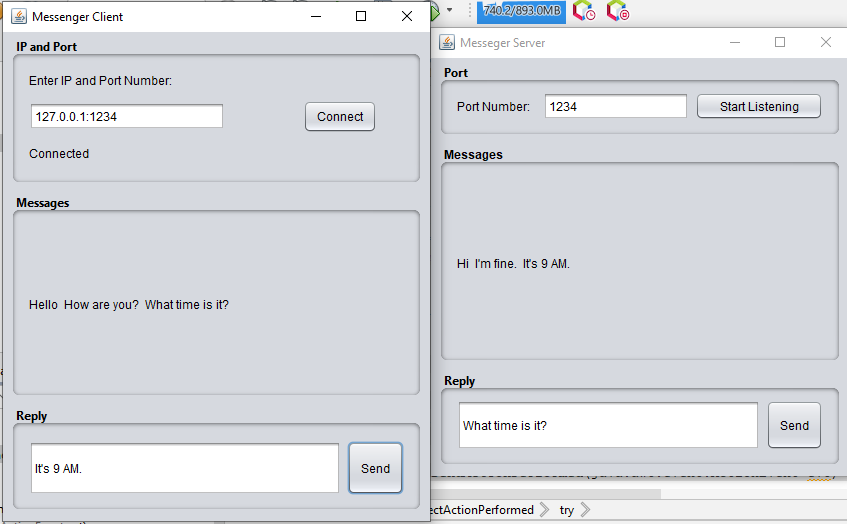 Messenger Client
IP and Port
Enter IP and Port Number:
127.0.0.1:1234
Connect
Connected
Messages
Hello How are you? What time is it?
Reply
It's 9 AM.
Send
740.2/893.0MB
Messeger Server
Port
Port Number:
1234
Start Listening
Messages
Hi I'm fine. It's 9 AM.
Reply
What time is it?
Send
ectActionPerformed
try